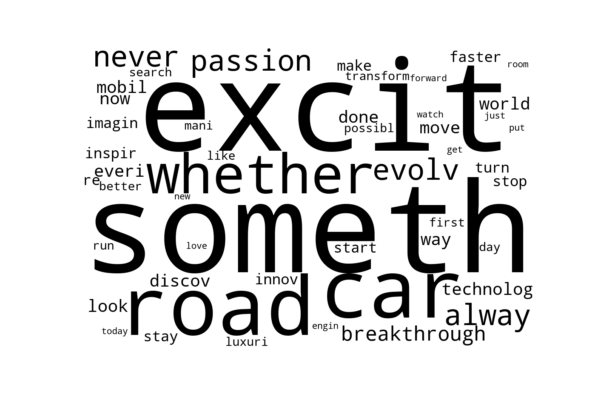 never passion make faster room
search transform forward
mobil excit
now world
done watch just
imagin mani possibl move put
inspir like get
everi whether evolv turn
re better stop
new
someth
first
run love start way day
discov innov technolog
look road car alway
today engin
stay luxuri breakthrough